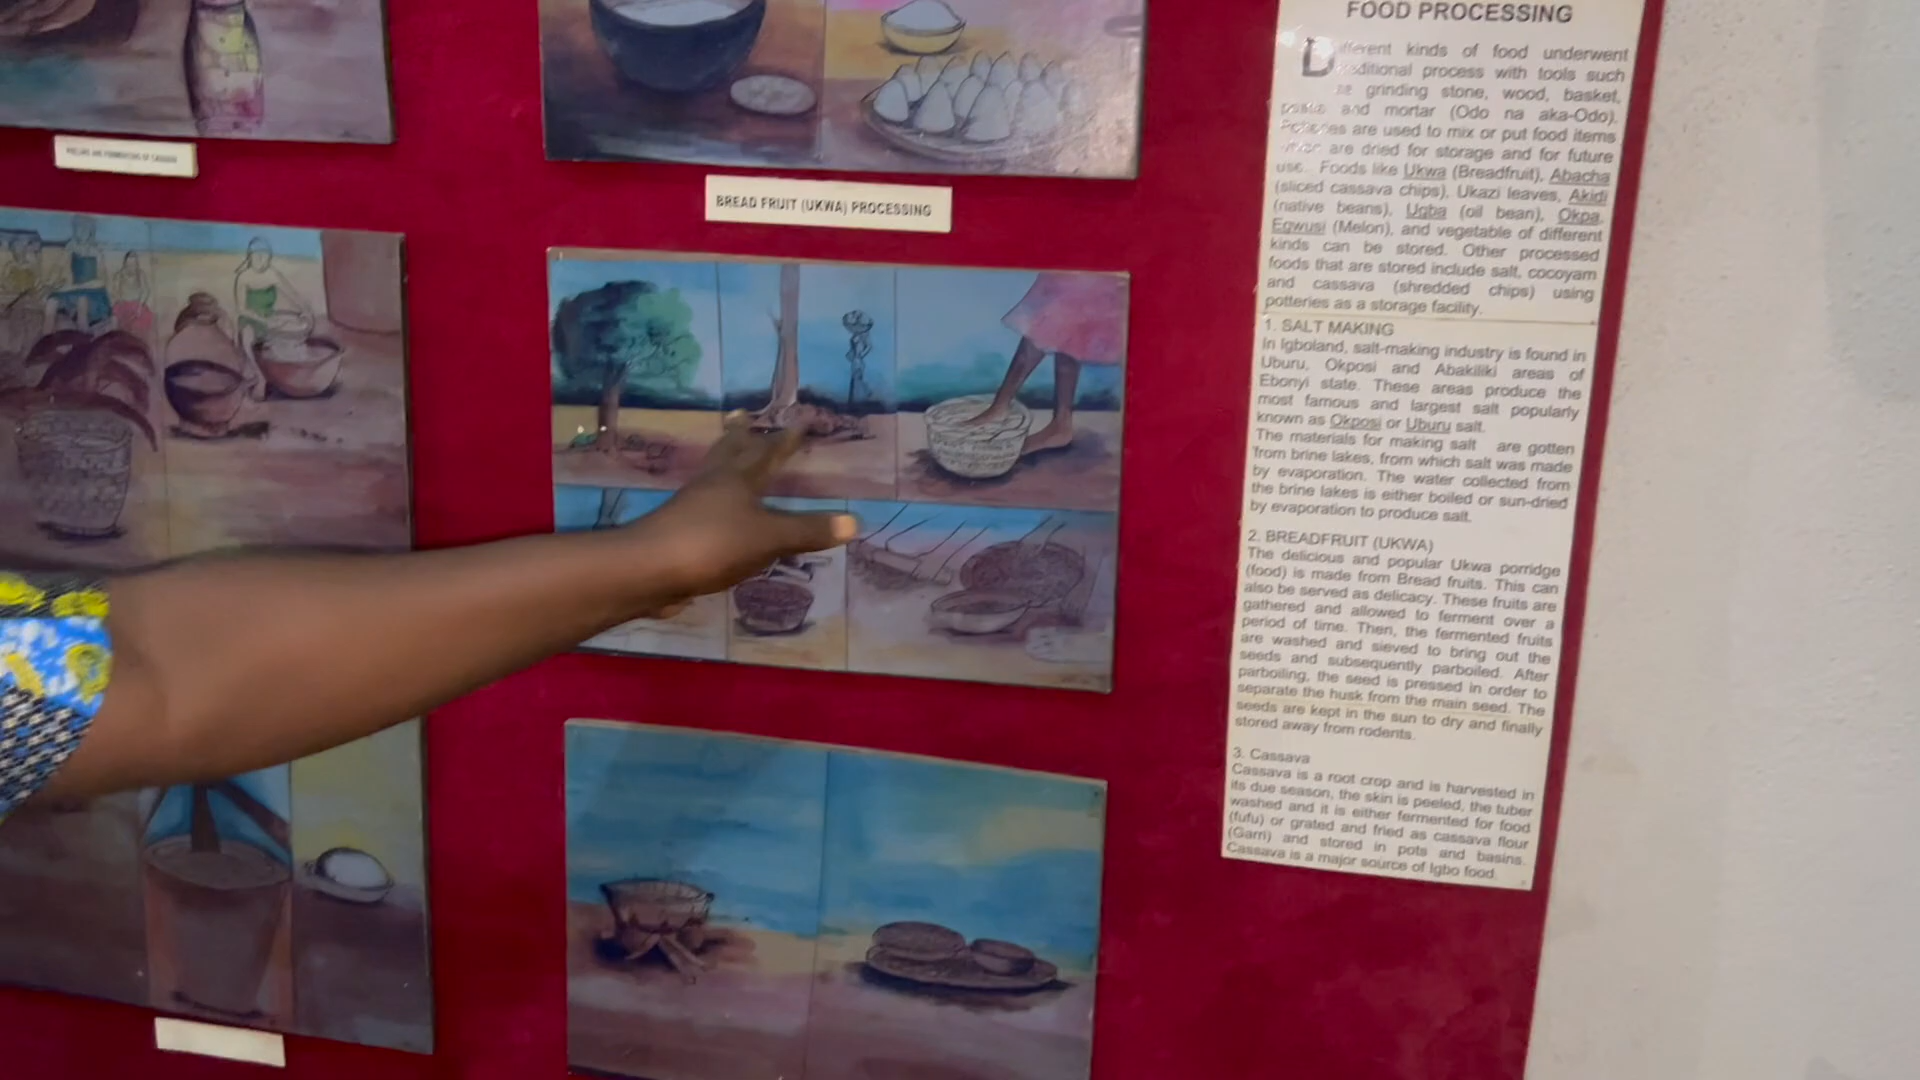 PEELING AND FERMENTING OF CASSAVA
BREAD FRUIT (UKWA) PROCESSING
FOOD PROCESSING
Different kinds of food underwent
traditional process with tools such
grinding stone, wood, basket,
and mortar (Odo na aka-Odo).
Potteries are used to mix or put food items
are dried for storage and for future
use. Foods like Ukwa (Breadfruit), Abacha
(sliced cassava chips), Ukazi leaves, Akidi
(native beans), Ugba (oil bean), Okpa,
Egwusi (Melon), and vegetable of different
kinds can be stored. Other processed
foods that are stored include salt, cocoyam
and cassava (shredded chips) using
potteries as a storage facility.
1. SALT MAKING
In Igboland, salt-making industry is found in
Uburu, Okposi and Abakiliki areas of
Ebonyi state. These areas produce the
most famous and largest salt popularly
known as Okposi or Uburu salt.
The materials for making salt are gotten
from brine lakes, from which salt was made
by evaporation. The water collected from
the brine lakes is either boiled or sun-dried
by evaporation to produce salt.
2. BREADFRUIT (UKWA)
The delicious and popular Ukwa porridge
(food) is made from Bread fruits. This can
also be served as delicacy. These fruits are
gathered and allowed to ferment over a
period of time. Then, the fermented fruits
are washed and sieved to bring out the
seeds and subsequently parboiled. After
parboiling, the seed is pressed in order to
separate the husk from the main seed. The
seeds are kept in the sun to dry and finally
stored away from rodents.
3. Cassava
Cassava is a root crop and is harvested in
its due season, the skin is peeled, the tuber
washed and it is either fermented for food
(fufu) or grated and fried as cassava flour
(Garri) and stored in pots and basins.
Cassava is a major source of Igbo food.